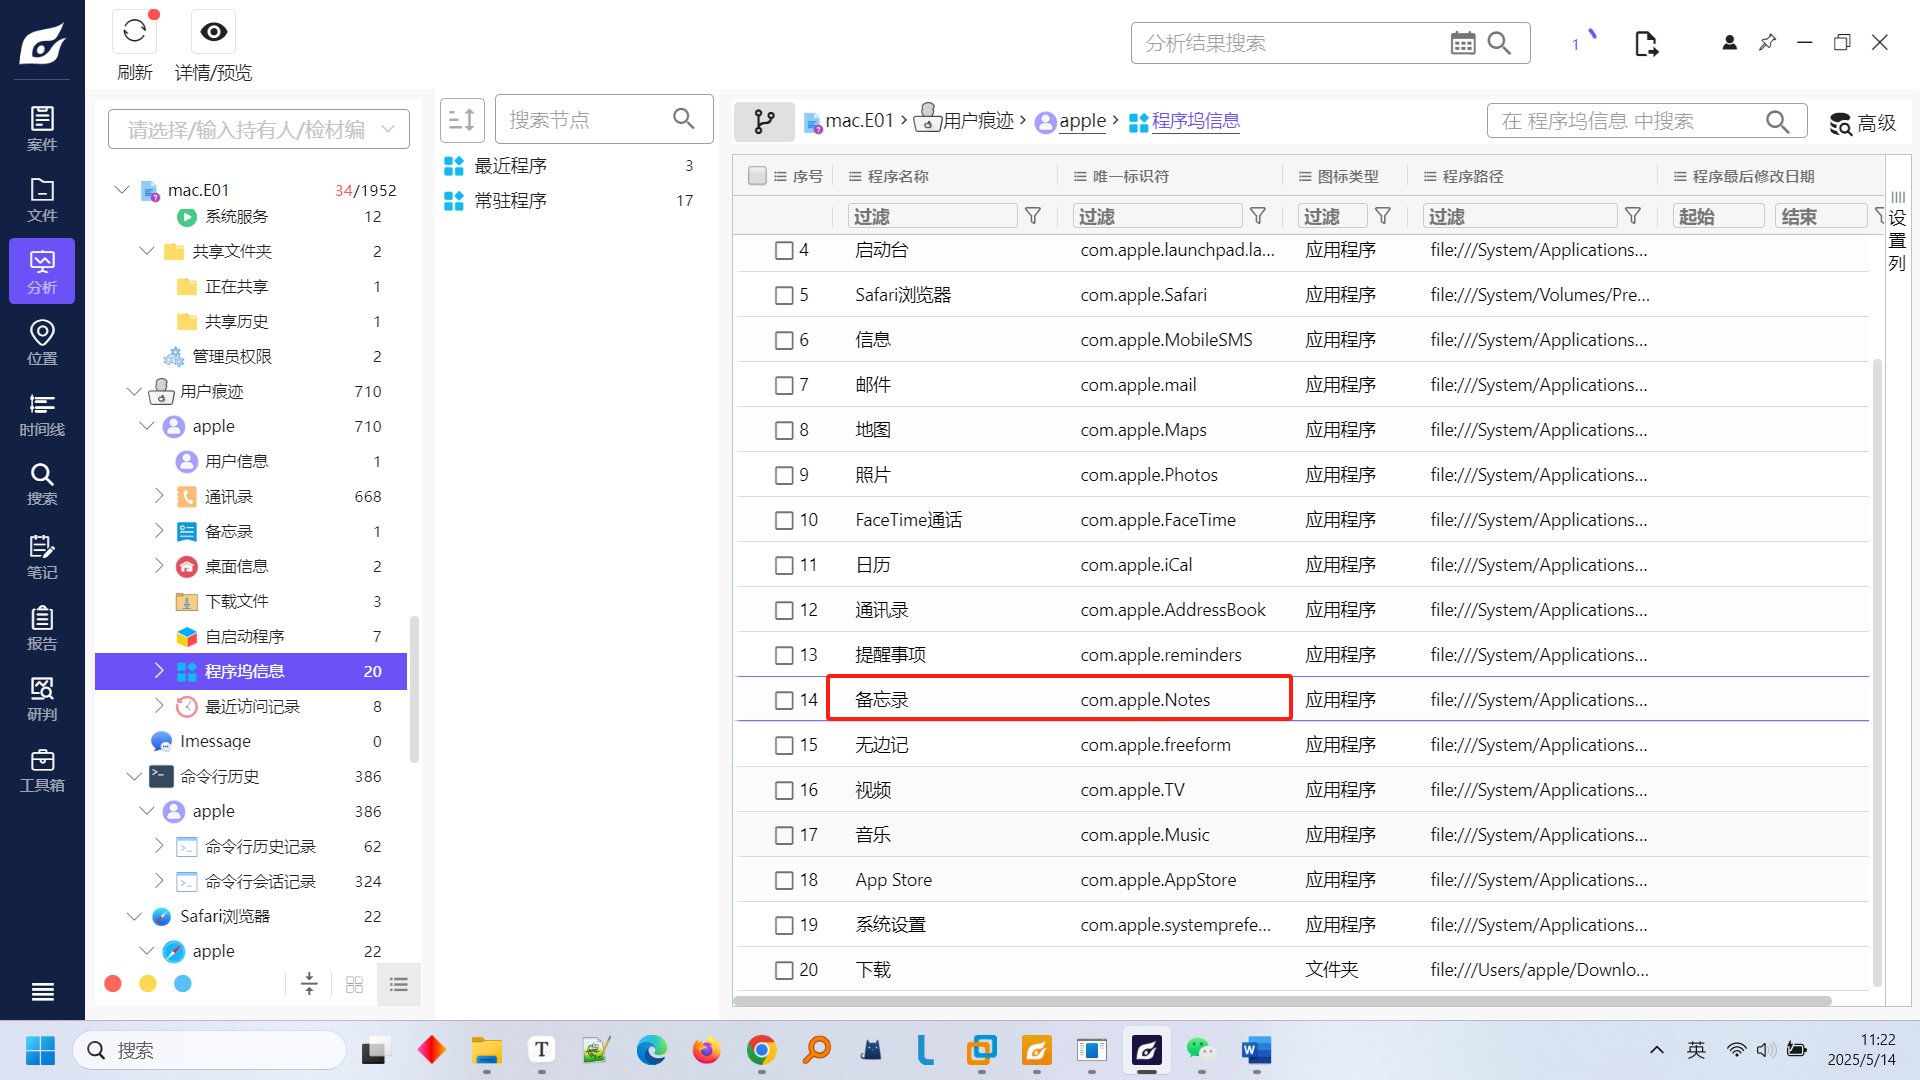 刷新
详情/预览
分析结果搜索
1
案件
文件
分析
位置
时间线
搜索
笔记
报告
研判
工具箱
请选择/输入持有人/检材编
mac.E01 34/1952
系统服务 12
共享文件夹 2
正在共享 1
共享历史 1
管理员权限 2
用户痕迹 710
apple 710
用户信息 1
通讯录 668
备忘录 1
桌面信息 2
下载文件 3
自启动程序 7
程序坞信息 20
最近访问记录 8
Imessage 0
命令行历史 386
apple 386
命令行历史记录 62
命令行会话记录 324
Safari浏览器 22
apple 22
搜索节点
最近程序 3
常驻程序 17
mac.E01 › 用户痕迹 › apple › 程序坞信息
在 程序坞信息 中搜索
高级
序号 程序名称 唯一标识符 图标类型 程序路径 程序最后修改日期
过滤 过滤 过滤 过滤 起始 结束
设置列
4 启动台 com.apple.launchpad.la... 应用程序 file:///System/Applications...
5 Safari浏览器 com.apple.Safari 应用程序 file:///System/Volumes/Pre...
6 信息 com.apple.MobileSMS 应用程序 file:///System/Applications...
7 邮件 com.apple.mail 应用程序 file:///System/Applications...
8 地图 com.apple.Maps 应用程序 file:///System/Applications...
9 照片 com.apple.Photos 应用程序 file:///System/Applications...
10 FaceTime通话 com.apple.FaceTime 应用程序 file:///System/Applications...
11 日历 com.apple.iCal 应用程序 file:///System/Applications...
12 通讯录 com.apple.AddressBook 应用程序 file:///System/Applications...
13 提醒事项 com.apple.reminders 应用程序 file:///System/Applications...
14 备忘录 com.apple.Notes 应用程序 file:///System/Applications...
15 无边记 com.apple.freeform 应用程序 file:///System/Applications...
16 视频 com.apple.TV 应用程序 file:///System/Applications...
17 音乐 com.apple.Music 应用程序 file:///System/Applications...
18 App Store com.apple.AppStore 应用程序 file:///System/Applications...
19 系统设置 com.apple.systemprefe... 应用程序 file:///System/Applications...
20 下载 文件夹 file:///Users/apple/Downlo...
搜索
英
11:22
2025/5/14